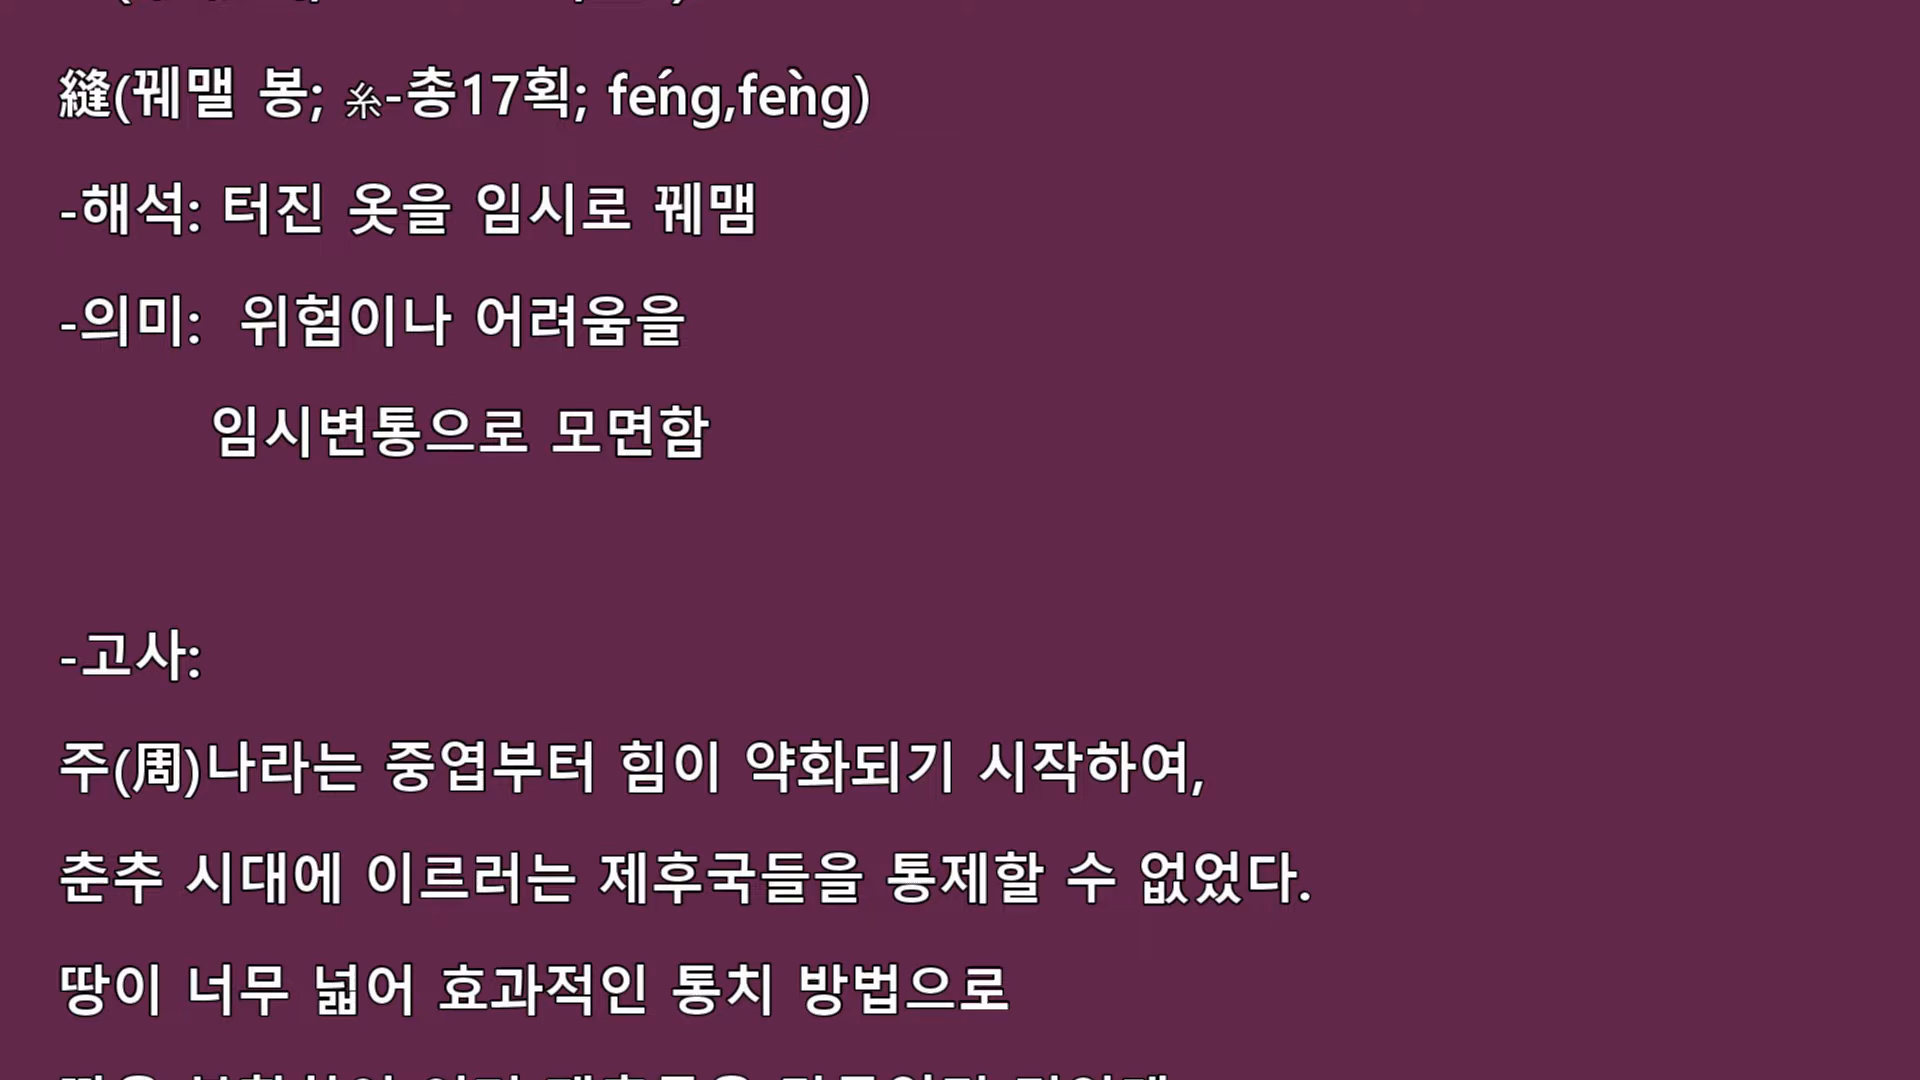 縫(꿰맬 봉; 糹-총17획; féng,fèng)
-해석: 터진 옷을 임시로 꿰맴
-의미: 위험이나 어려움을
임시변통으로 모면함
-고사:
주(周)나라는 중엽부터 힘이 약화되기 시작하여,
춘추 시대에 이르러는 제후국들을 통제할 수 없었다.
땅이 너무 넓어 효과적인 통치 방법으로